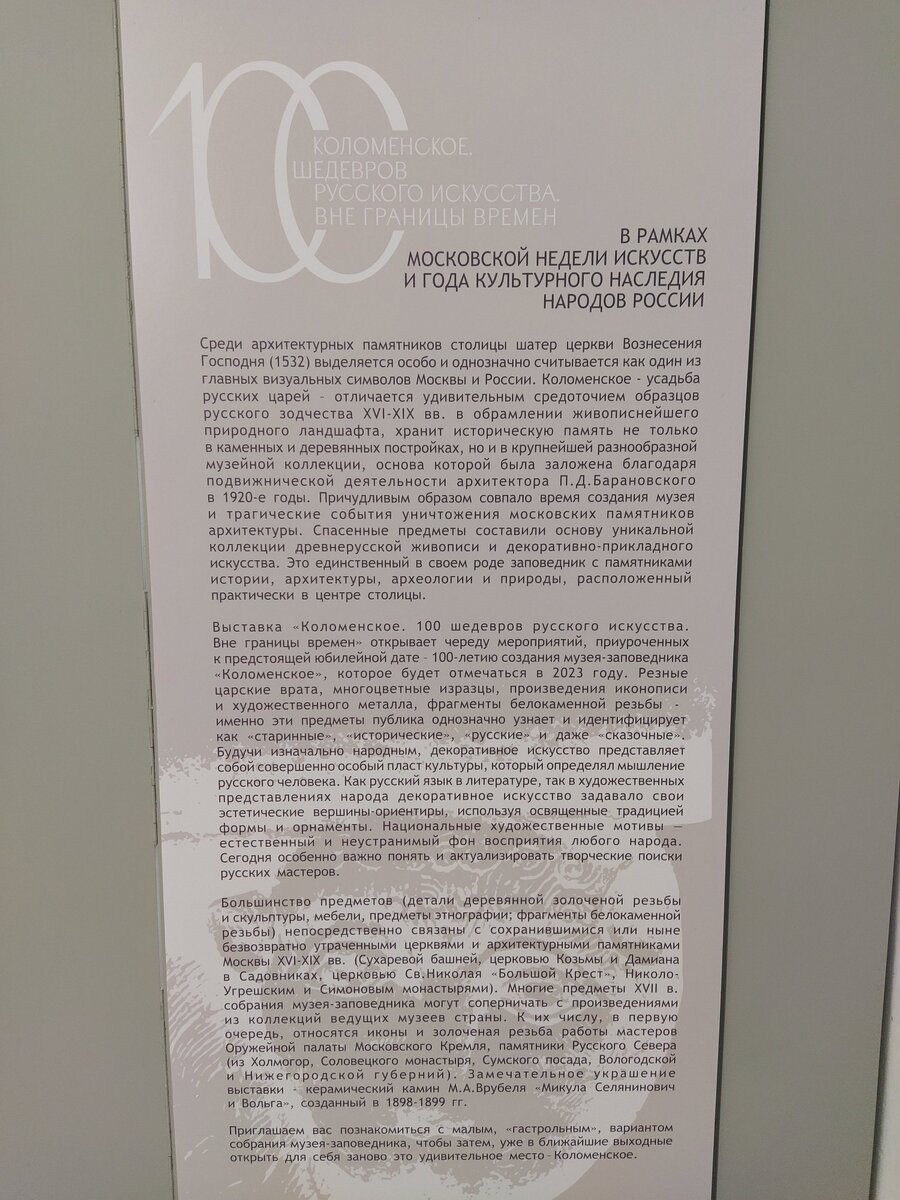 100
КОЛОМЕНСКОЕ.
ШЕДЕВРОВ
РУССКОГО ИСКУССТВА.
ВНЕ ГРАНИЦЫ ВРЕМЕН
В РАМКАХ
МОСКОВСКОЙ НЕДЕЛИ ИСКУССТВ
И ГОДА КУЛЬТУРНОГО НАСЛЕДИЯ
НАРОДОВ РОССИИ
Среди архитектурных памятников столицы шатер церкви Вознесения
Господня (1532) выделяется особо и однозначно считывается как один из
главных визуальных символов Москвы и России. Коломенское - усадьба
русских царей - отличается удивительным средоточием образцов
русского зодчества XVI-XIX вв. в обрамлении живописнейшего
природного ландшафта, хранит историческую память не только
в каменных и деревянных постройках, но и в крупнейшей разнообразной
музейной коллекции, основа которой была заложена благодаря
подвижнической деятельности архитектора П.Д.Барановского
в 1920-е годы. Причудливым образом совпало время создания музея
и трагические события уничтожения московских памятников
архитектуры. Спасенные предметы составили основу уникальной
коллекции древнерусской живописи и декоративно-прикладного
искусства. Это единственный в своем роде заповедник с памятниками
истории, архитектуры, археологии и природы, расположенный
практически в центре столицы.
Выставка «Коломенское. 100 шедевров русского искусства.
Вне границы времен» открывает череду мероприятий, приуроченных
к предстоящей юбилейной дате - 100-летию создания музея-заповедника
«Коломенское», которое будет отмечаться в 2023 году. Резные
царские врата, многоцветные изразцы, произведения иконописи
и художественного металла, фрагменты белокаменной резьбы -
именно эти предметы публика однозначно узнает и идентифицирует
как «старинные», «исторические», «русские» и даже «сказочные».
Будучи изначально народным, декоративное искусство представляет
собой совершенно особый пласт культуры, который определял мышление
русского человека. Как русский язык в литературе, так в художественных
представлениях народа декоративное искусство задавало свои
эстетические вершины-ориентиры, используя освященные традицией
формы и орнаменты. Национальные художественные мотивы —
естественный и неустранимый фон восприятия любого народа.
Сегодня особенно важно понять и актуализировать творческие поиски
русских мастеров.
Большинство предметов (детали деревянной золоченой резьбы
и скульптуры, мебели, предметы этнографии; фрагменты белокаменной
резьбы) непосредственно связаны с сохранившимися или ныне
безвозвратно утраченными церквями и архитектурными памятниками
Москвы XVI-XIX вв. (Сухаревой башней, церковью Козьмы и Дамиана
в Садовниках, церковью Св.Николая «Большой Крест», Николо-
Угрешским и Симоновым монастырями). Многие предметы XVII в.
собрания музея-заповедника могут соперничать с произведениями
из коллекций ведущих музеев страны. К их числу, в первую
очередь, относятся иконы и золоченая резьба работы мастеров
Оружейной палаты Московского Кремля, памятники Русского Севера
(из Холмогор, Соловецкого монастыря, Сумского посада, Вологодской
и Нижегородской губерний). Замечательное украшение
выставки - керамический камин М.А.Врубеля «Микула Селянинович
и Вольга», созданный в 1898-1899 гг.
Приглашаем вас познакомиться с малым, «гастрольным», вариантом
собрания музея-заповедника, чтобы затем, уже в ближайшие выходные
открыть для себя заново это удивительное место - Коломенское.